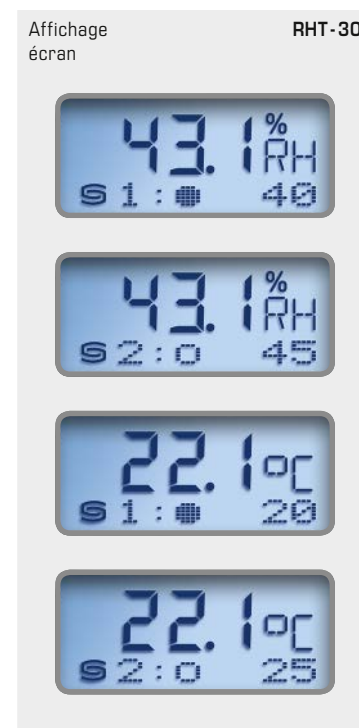 Affichage RHT-30
écran
43.1 % RH
S1:● 40
43.1 % RH
S2:o 45
22.1 °C
S1:● 20
22.1 °C
S2:o 25